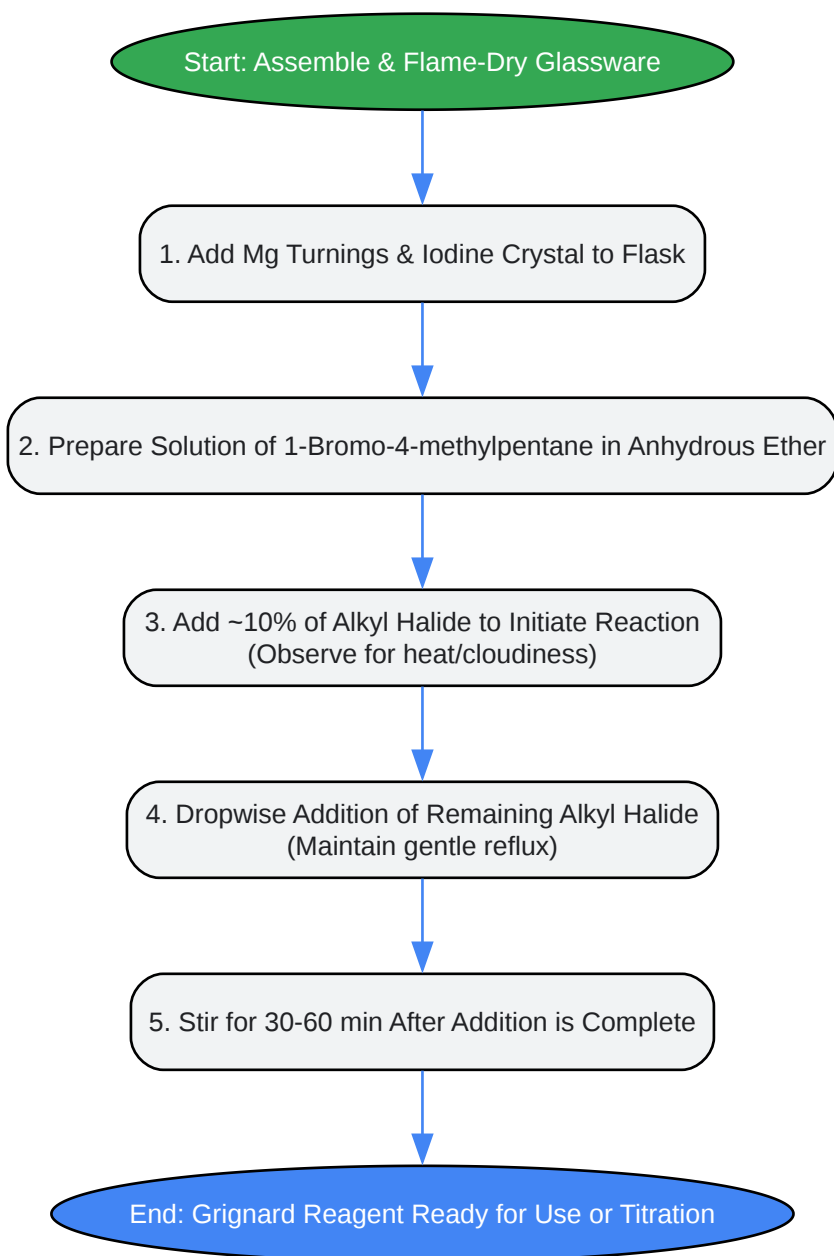 Start: Assemble & Flame-Dry Glassware
1. Add Mg Turnings & Iodine Crystal to Flask
2. Prepare Solution of 1-Bromo-4-methylpentane in Anhydrous Ether
3. Add ~10% of Alkyl Halide to Initiate Reaction
(Observe for heat/cloudiness)
4. Dropwise Addition of Remaining Alkyl Halide
(Maintain gentle reflux)
5. Stir for 30-60 min After Addition is Complete
End: Grignard Reagent Ready for Use or Titration